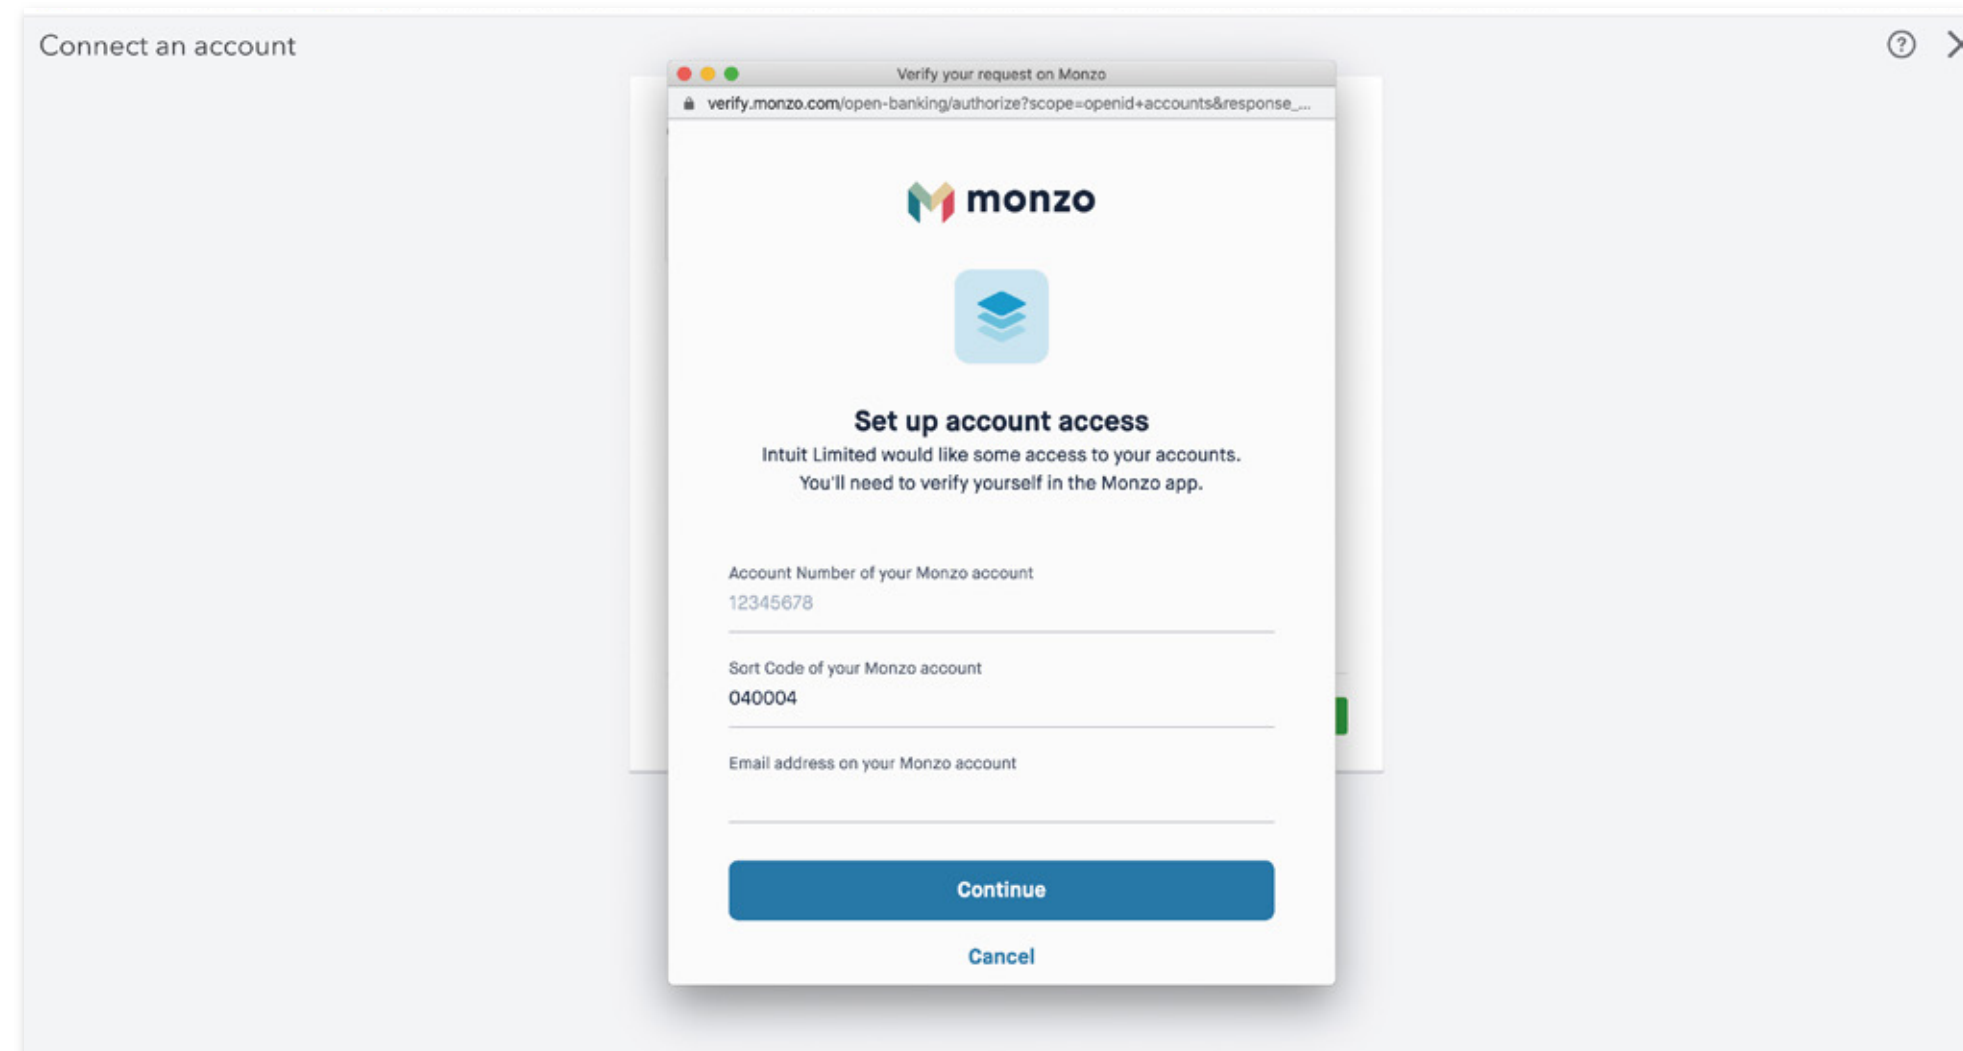 Connect an account
Verify your request on Monzo
verify.monzo.com/open-banking/authorize?scope=openid+accounts&response_...
monzo
Set up account access
Intuit Limited would like some access to your accounts.
You'll need to verify yourself in the Monzo app.
Account Number of your Monzo account
12345678
Sort Code of your Monzo account
040004
Email address on your Monzo account
Continue
Cancel